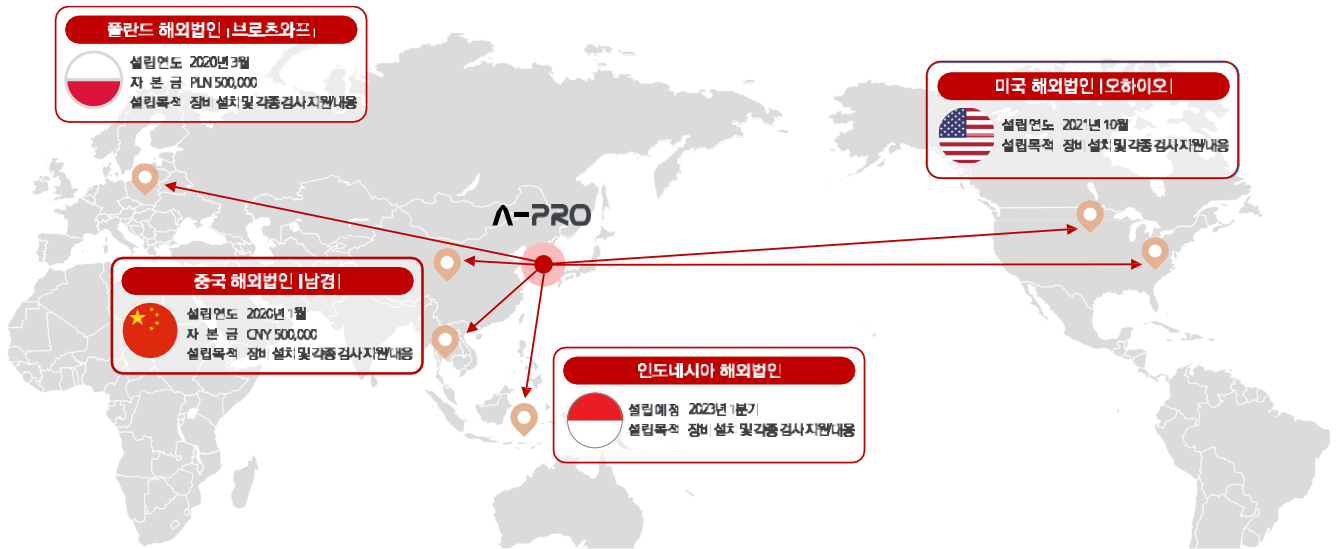 폴란드 해외법인 |브로츠와프|
설립연도 2020년 3월
자 본 금 PLN 500,000
설립목적 장비 설치 및 각종 검사 지원/대응
미국 해외법인 |오하이오|
설립연도 2021년 10월
설립목적 장비 설치 및 각종 검사 지원/대응
A-PRO
중국 해외법인 |남경|
설립연도 2020년 1월
자 본 금 CNY 500,000
설립목적 장비 설치 및 각종 검사 지원/대응
인도네시아 해외법인
설립예정 2023년 1분기
설립목적 장비 설치 및 각종 검사 지원/대응